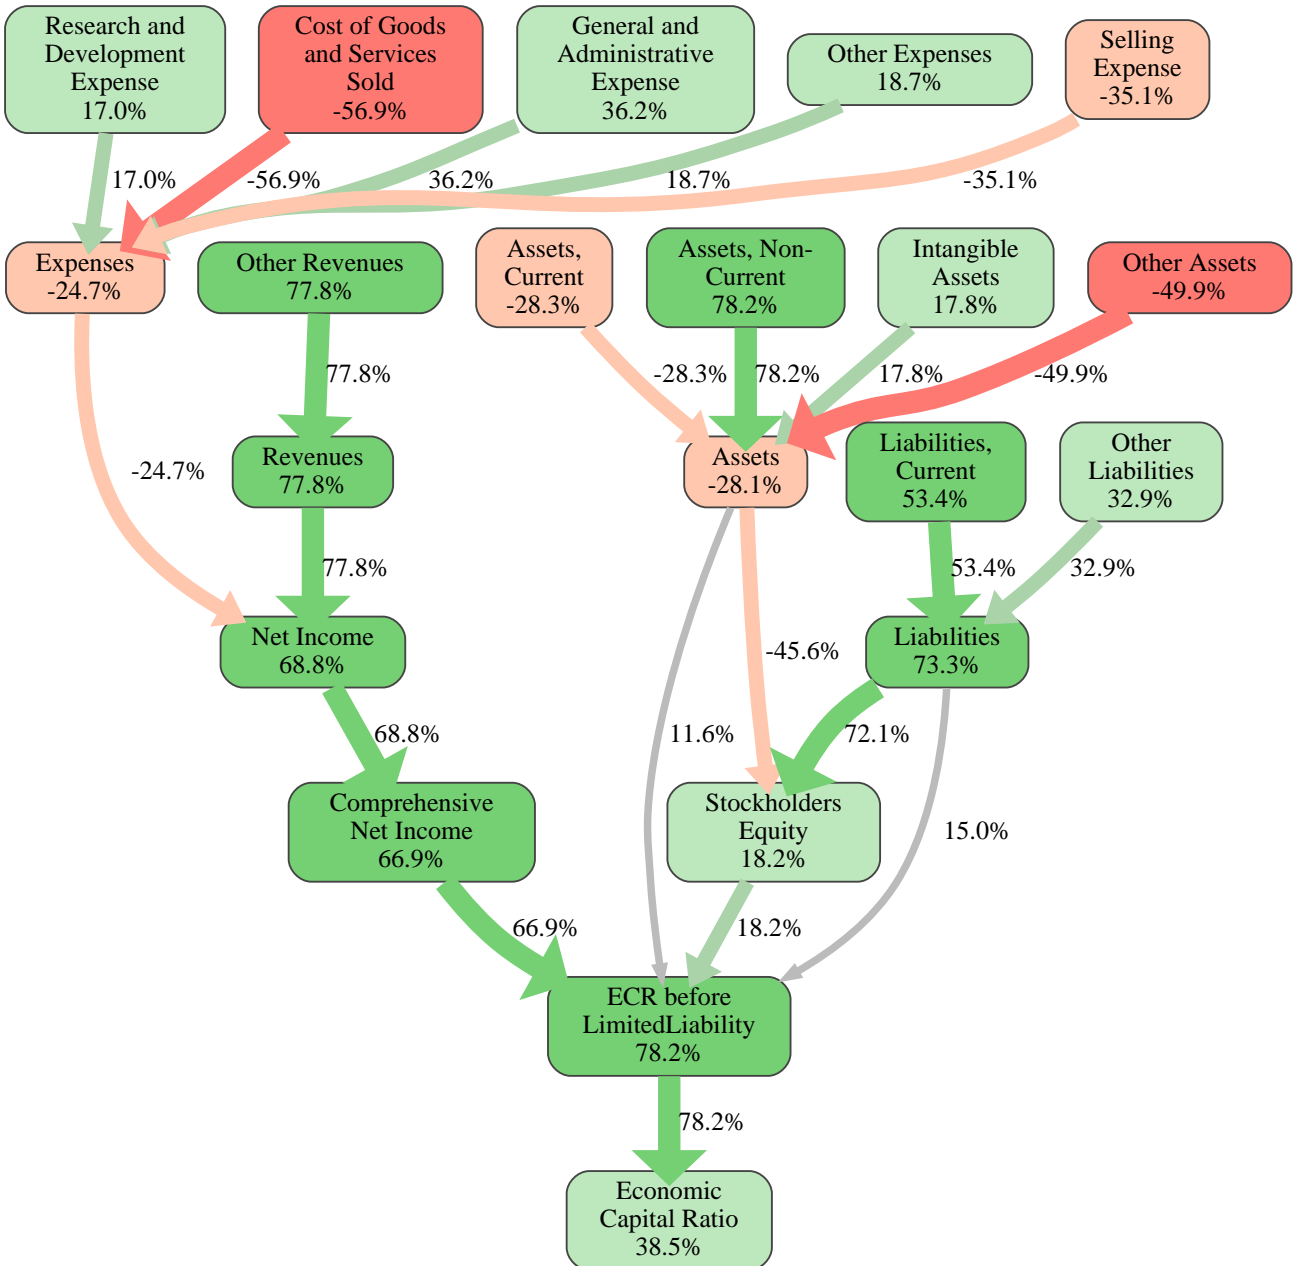 Research and
Development
Expense
17.0%
Cost of Goods
and Services
Sold
-56.9%
General and
Administrative
Expense
36.2%
Other Expenses
18.7%
Selling
Expense
-35.1%
17.0%
-56.9%
36.2%
18.7%
-35.1%
Expenses
-24.7%
Other Revenues
77.8%
Assets,
Current
-28.3%
Assets, Non-
Current
78.2%
Intangible
Assets
17.8%
Other Assets
-49.9%
77.8%
-28.3%
78.2%
17.8%
-49.9%
-24.7%
Revenues
77.8%
Assets
-28.1%
Liabilities,
Current
53.4%
Other
Liabilities
32.9%
77.8%
53.4%
32.9%
Net Income
68.8%
-45.6%
Liabilities
73.3%
68.8%
11.6%
72.1%
Comprehensive
Net Income
66.9%
Stockholders
Equity
18.2%
15.0%
66.9%
18.2%
ECR before
LimitedLiability
78.2%
78.2%
Economic
Capital Ratio
38.5%